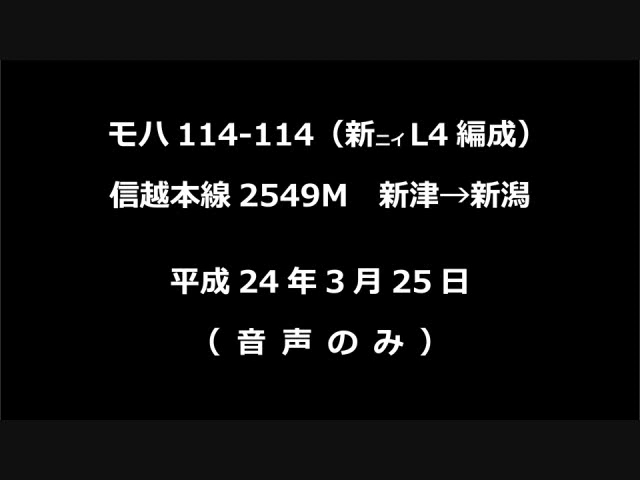 モハ 114-114（新ニイ L4 編成）
信越本線 2549M　新津→新潟
平成 24 年 3 月 25 日
（ 音 声 の み ）